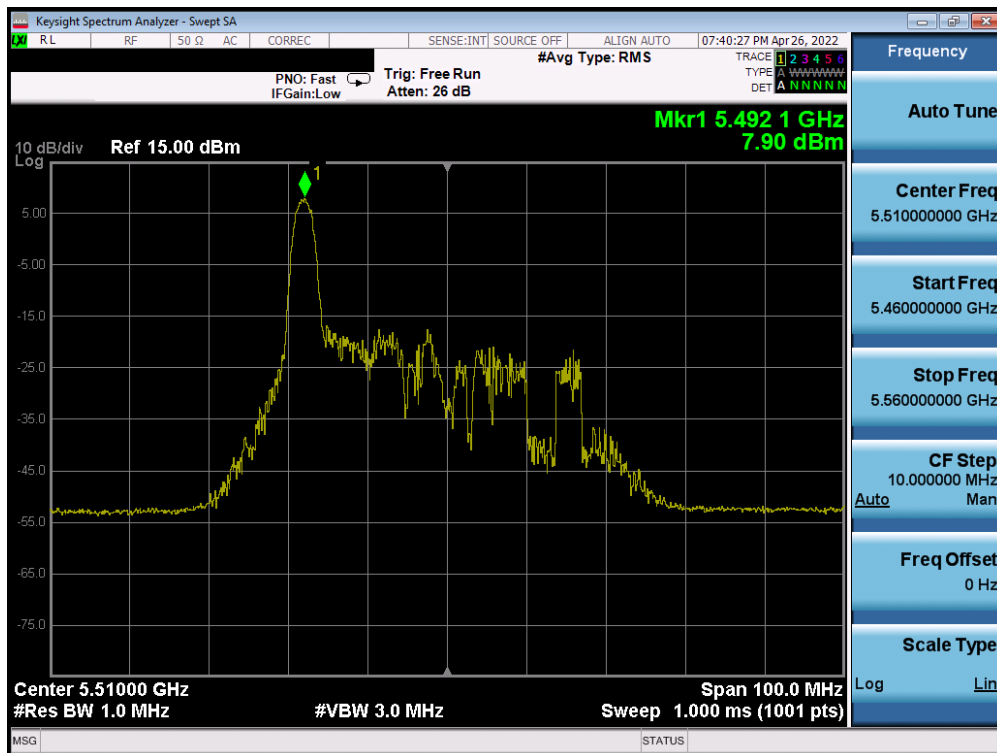 Keysight Spectrum Analyzer - Swept SA
LXI RL RF 50 Ω AC CORREC SENSE:INT SOURCE OFF ALIGN AUTO 07:40:27 PM Apr 26, 2022
#Avg Type: RMS
PNO: Fast Trig: Free Run
IFGain:Low Atten: 26 dB
TRACE 1 2 3 4 5 6
TYPE A WWWWW
DET A N N N N N
Mkr1 5.492 1 GHz
7.90 dBm
10 dB/div Ref 15.00 dBm
Log
1
5.00
-5.00
-15.0
-25.0
-35.0
-45.0
-55.0
-65.0
-75.0
Center 5.51000 GHz Span 100.0 MHz
#Res BW 1.0 MHz #VBW 3.0 MHz Sweep 1.000 ms (1001 pts)
MSG STATUS
Frequency
Auto Tune
Center Freq
5.510000000 GHz
Start Freq
5.460000000 GHz
Stop Freq
5.560000000 GHz
CF Step
10.000000 MHz
Auto Man
Freq Offset
0 Hz
Scale Type
Log Lin